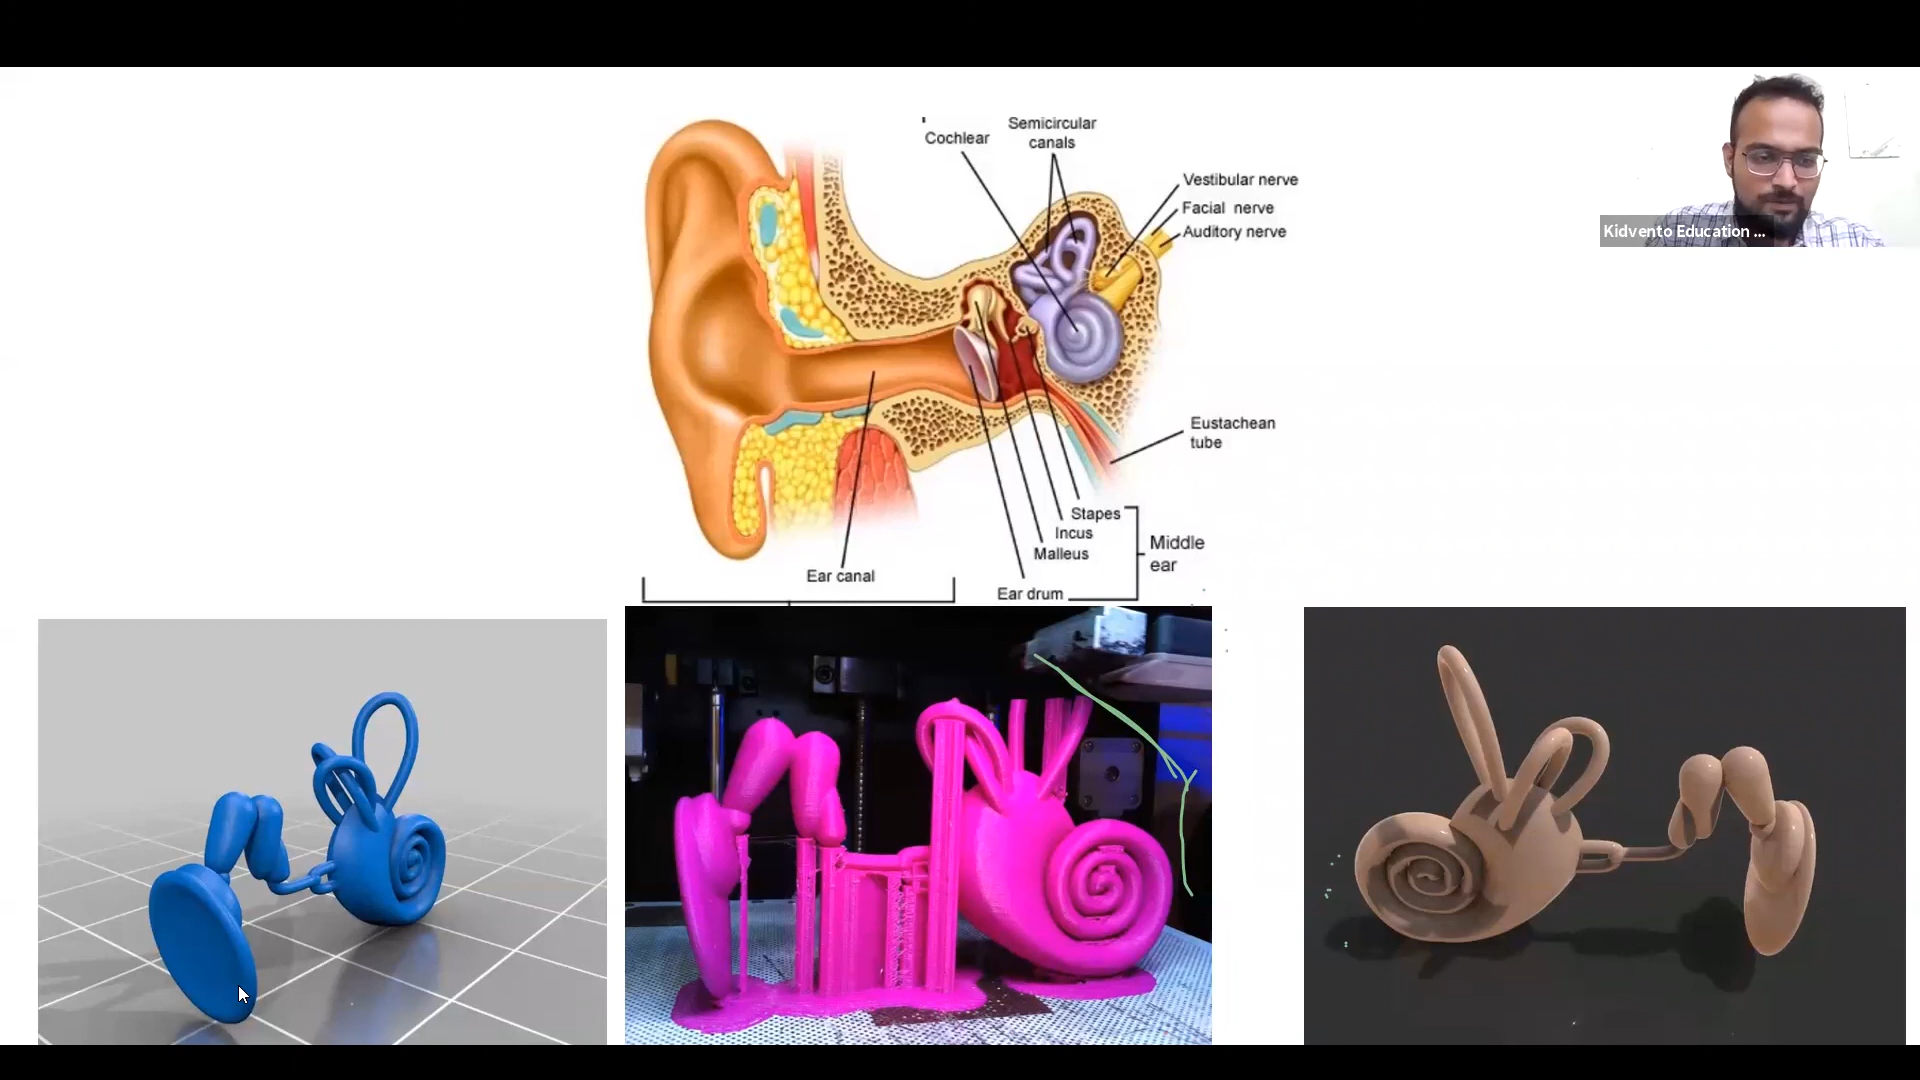 Cochlear
Semicircular
canals
Vestibular nerve
Facial nerve
Auditory nerve
Kidvento Education ...
Eustachean
tube
Stapes
Incus
Malleus
Middle
ear
Ear canal
Ear drum